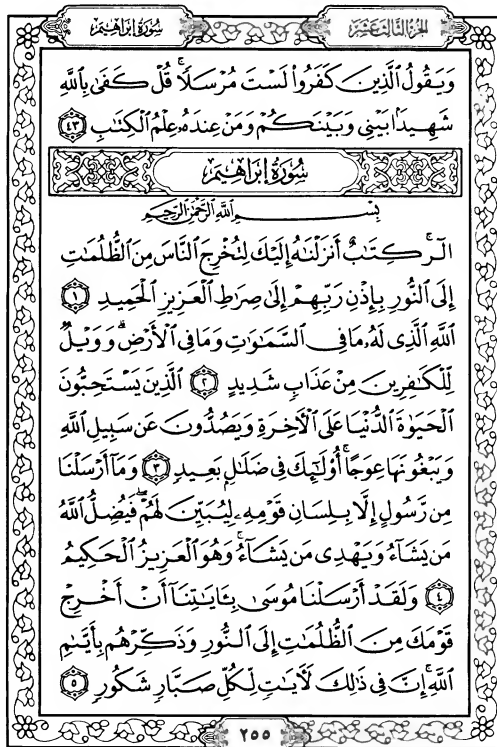 الجزء الثالث عشر
سورة إبراهيم
وَيَقُولُ ٱلَّذِينَ كَفَرُوا۟ لَسْتَ مُرْسَلًا ۚ قُلْ كَفَىٰ بِٱللَّهِ
شَهِيدًۢا بَيْنِى وَبَيْنَكُمْ وَمَنْ عِندَهُۥ عِلْمُ ٱلْكِتَٰبِ ٤٣
سُورَةُ إِبْرَاهِيم
بِسْمِ ٱللَّهِ ٱلرَّحْمَٰنِ ٱلرَّحِيمِ
الٓر ۚ كِتَٰبٌ أَنزَلْنَٰهُ إِلَيْكَ لِتُخْرِجَ ٱلنَّاسَ مِنَ ٱلظُّلُمَٰتِ
إِلَى ٱلنُّورِ بِإِذْنِ رَبِّهِمْ إِلَىٰ صِرَٰطِ ٱلْعَزِيزِ ٱلْحَمِيدِ ١
ٱللَّهِ ٱلَّذِى لَهُۥ مَا فِى ٱلسَّمَٰوَٰتِ وَمَا فِى ٱلْأَرْضِ ۗ وَوَيْلٌ
لِّلْكَٰفِرِينَ مِنْ عَذَابٍ شَدِيدٍ ٢ ٱلَّذِينَ يَسْتَحِبُّونَ
ٱلْحَيَوٰةَ ٱلدُّنْيَا عَلَى ٱلْءَاخِرَةِ وَيَصُدُّونَ عَن سَبِيلِ ٱللَّهِ
وَيَبْغُونَهَا عِوَجًا ۚ أُو۟لَٰٓئِكَ فِى ضَلَٰلٍۭ بَعِيدٍ ٣ وَمَآ أَرْسَلْنَا
مِن رَّسُولٍ إِلَّا بِلِسَانِ قَوْمِهِۦ لِيُبَيِّنَ لَهُمْ ۖ فَيُضِلُّ ٱللَّهُ
مَن يَشَآءُ وَيَهْدِى مَن يَشَآءُ ۚ وَهُوَ ٱلْعَزِيزُ ٱلْحَكِيمُ
٤ وَلَقَدْ أَرْسَلْنَا مُوسَىٰ بِـَٔايَٰتِنَآ أَنْ أَخْرِجْ
قَوْمَكَ مِنَ ٱلظُّلُمَٰتِ إِلَى ٱلنُّورِ وَذَكِّرْهُم بِأَيَّىٰمِ
ٱللَّهِ ۚ إِنَّ فِى ذَٰلِكَ لَءَايَٰتٍ لِّكُلِّ صَبَّارٍ شَكُورٍ ٥
٢٥٥